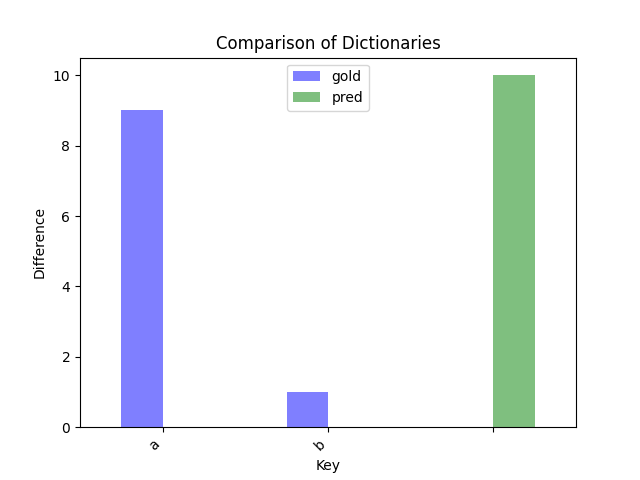 Comparison of Dictionaries
gold
pred
10
8
6
4
2
0
Difference
a
b
Key